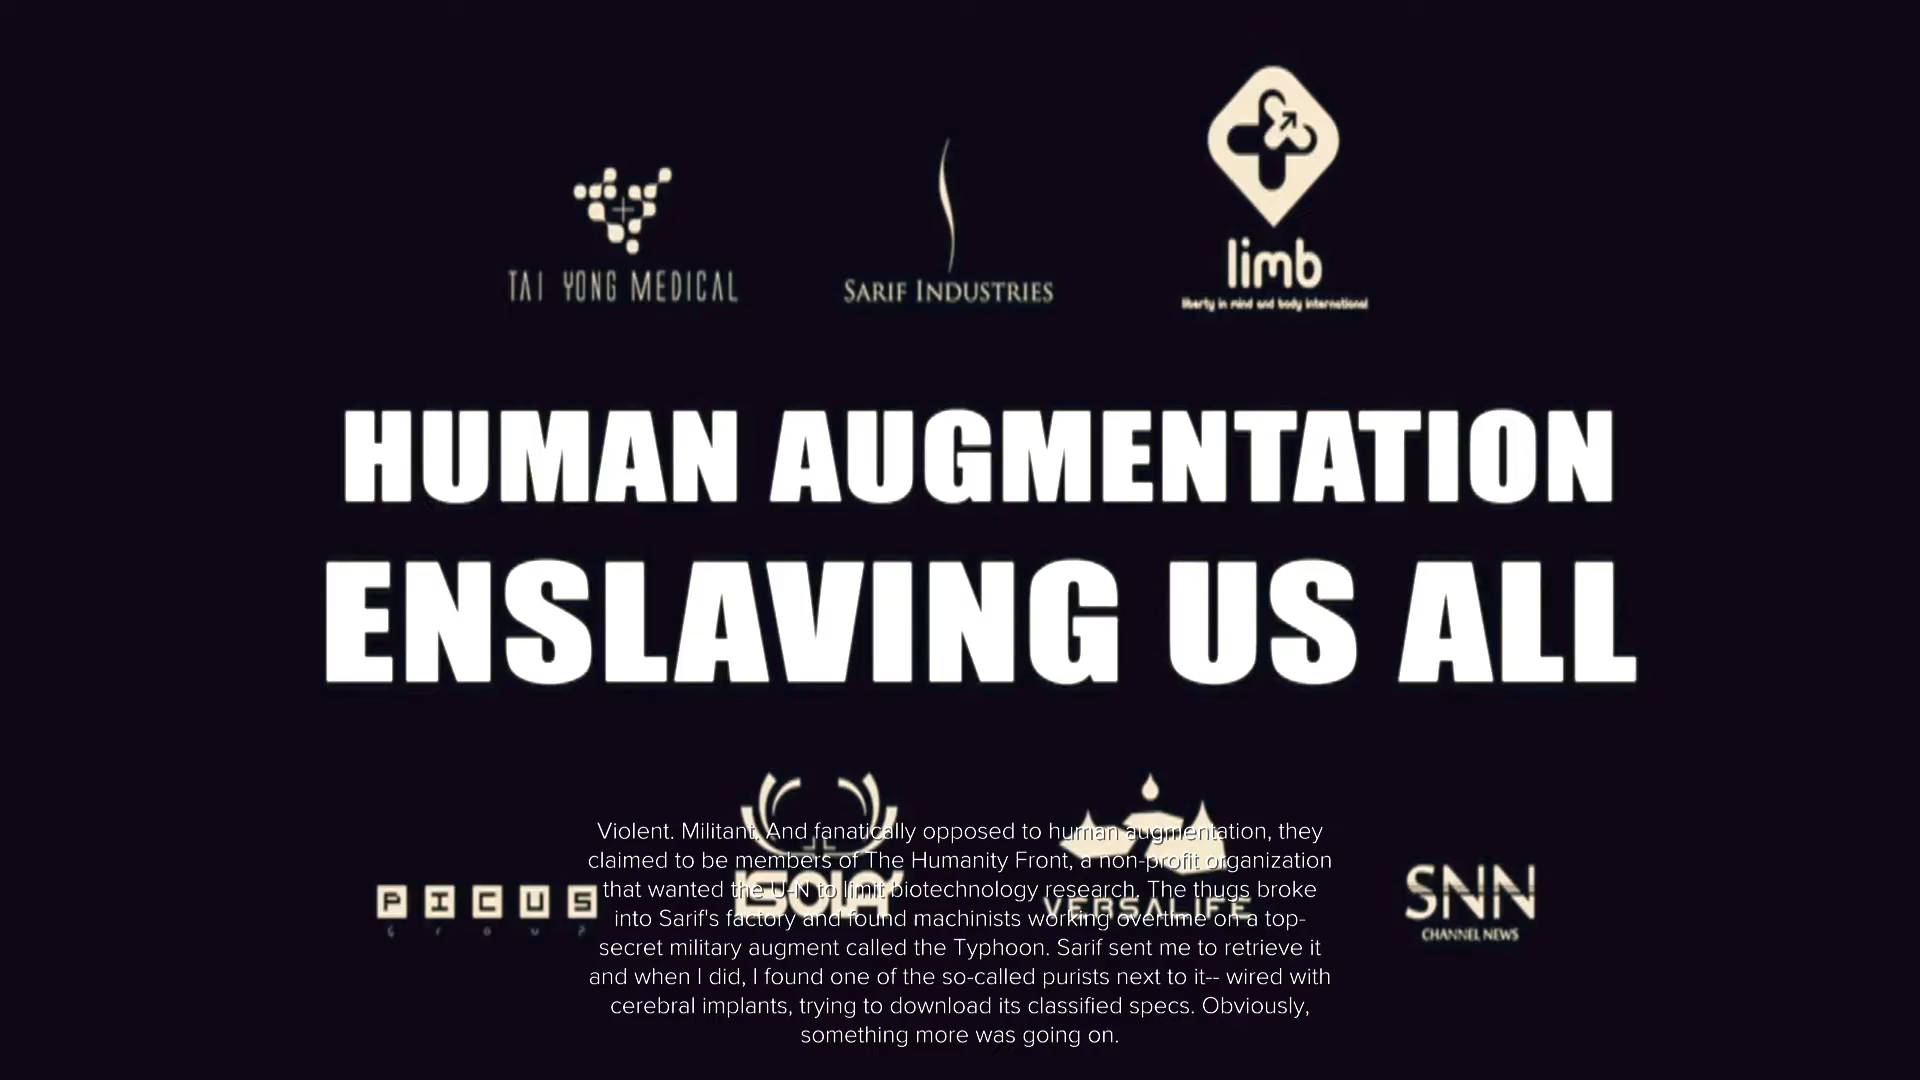 TAI YONG MEDICAL
SARIF INDUSTRIES
limb
liberty in mind and body international
HUMAN AUGMENTATION
ENSLAVING US ALL
PICUS
Group
ISOLAY
VERSALIFE
SNN
CHANNEL NEWS
Violent. Militant. And fanatically opposed to human augmentation, they
claimed to be members of The Humanity Front, a non-profit organization
that wanted the U-N to limit biotechnology research. The thugs broke
into Sarif's factory and found machinists working overtime on a top-
secret military augment called the Typhoon. Sarif sent me to retrieve it
and when I did, I found one of the so-called purists next to it-- wired with
cerebral implants, trying to download its classified specs. Obviously,
something more was going on.